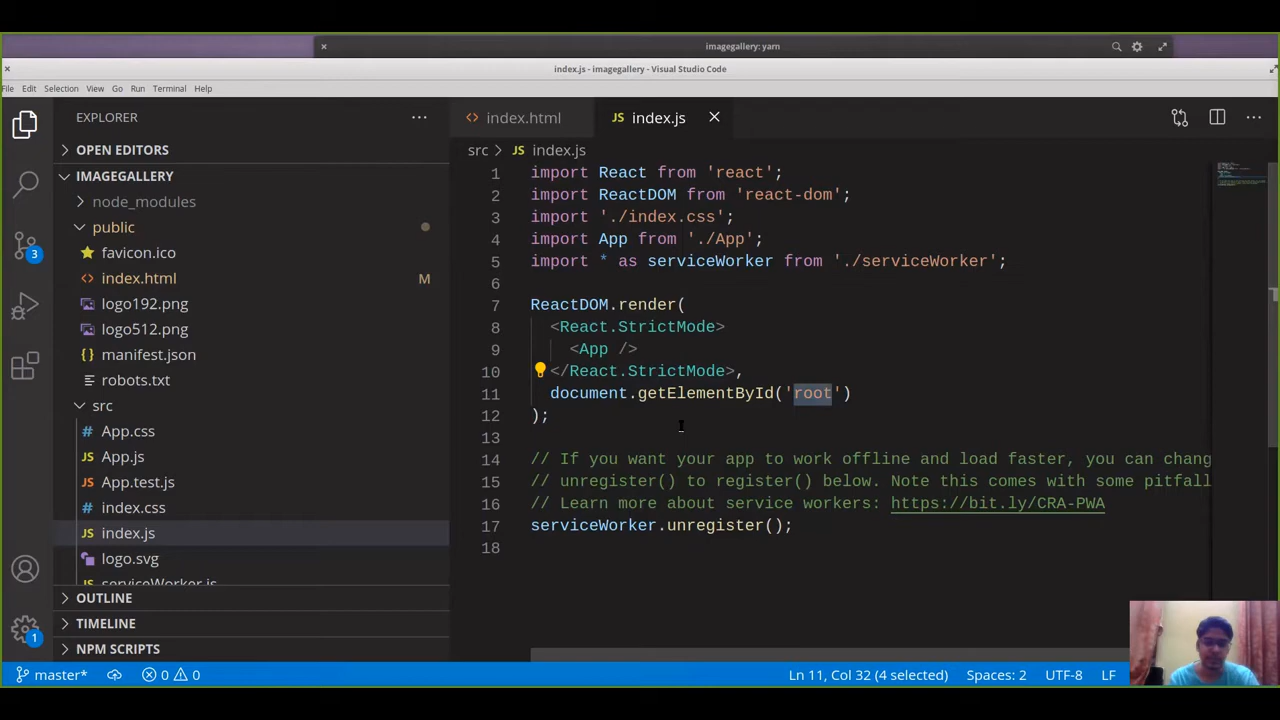 imagegallery: yarn
index.js - imagegallery - Visual Studio Code
File Edit Selection View Go Run Terminal Help
EXPLORER
index.html
index.js
OPEN EDITORS
src > JS index.js
IMAGEGALLERY
node_modules
public
favicon.ico
index.html M
logo192.png
logo512.png
manifest.json
robots.txt
src
App.css
App.js
App.test.js
index.css
index.js
logo.svg
serviceWorker.js
OUTLINE
TIMELINE
NPM SCRIPTS
3
1
1 import React from 'react';
2 import ReactDOM from 'react-dom';
3 import './index.css';
4 import App from './App';
5 import * as serviceWorker from './serviceWorker';
6
7 ReactDOM.render(
8 <React.StrictMode>
9 <App />
10 </React.StrictMode>,
11 document.getElementById('root')
12 );
13
14 // If you want your app to work offline and load faster, you can chang
15 // unregister() to register() below. Note this comes with some pitfall
16 // Learn more about service workers: https://bit.ly/CRA-PWA
17 serviceWorker.unregister();
18
master* 0 0 Ln 11, Col 32 (4 selected) Spaces: 2 UTF-8 LF